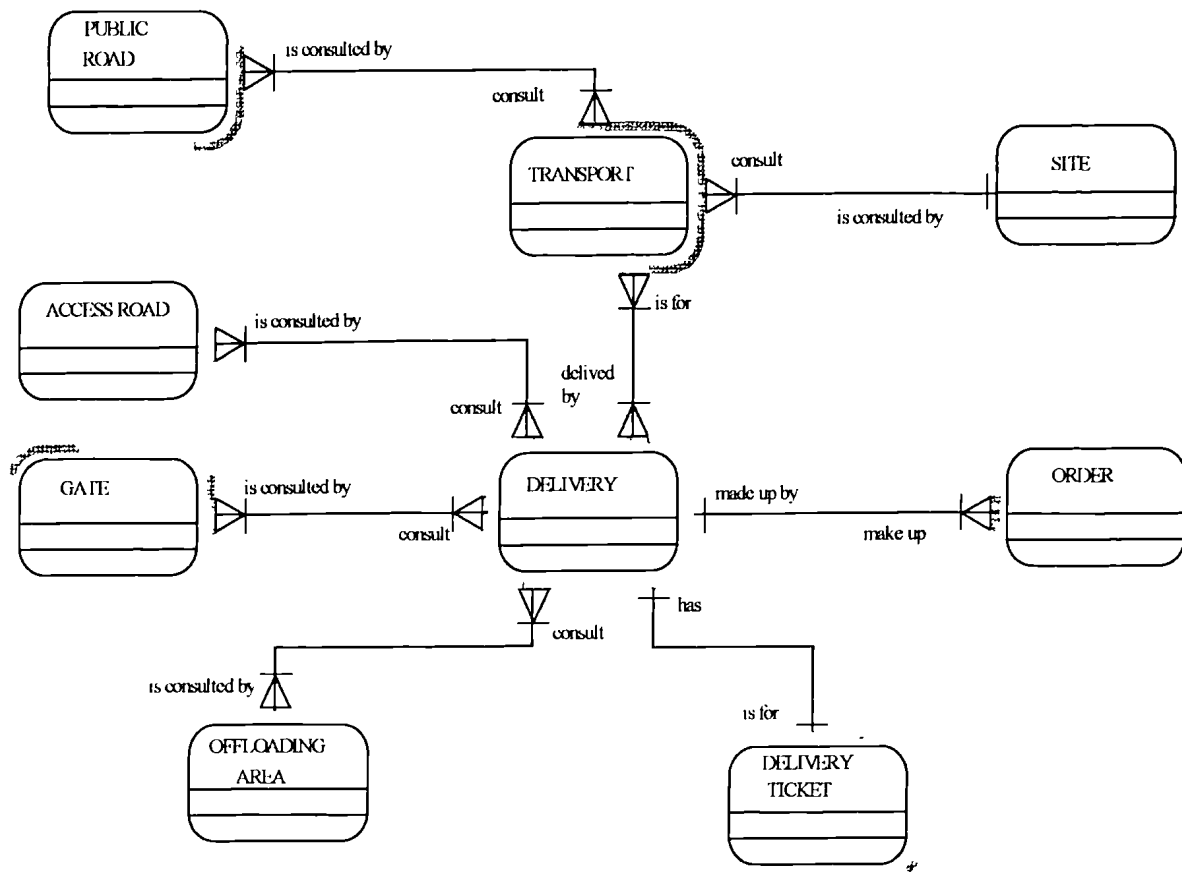 PUBLIC
ROAD
is consulted by
consult
TRANSPORT
consult
SITE
is consulted by
is for
ACCESS ROAD
is consulted by
delived
by
consult
GATE
is consulted by
consult
DELIVERY
made up by
make up
ORDER
has
consult
is consulted by
is for
OFFLOADING
AREA
DELIVERY
TICKET